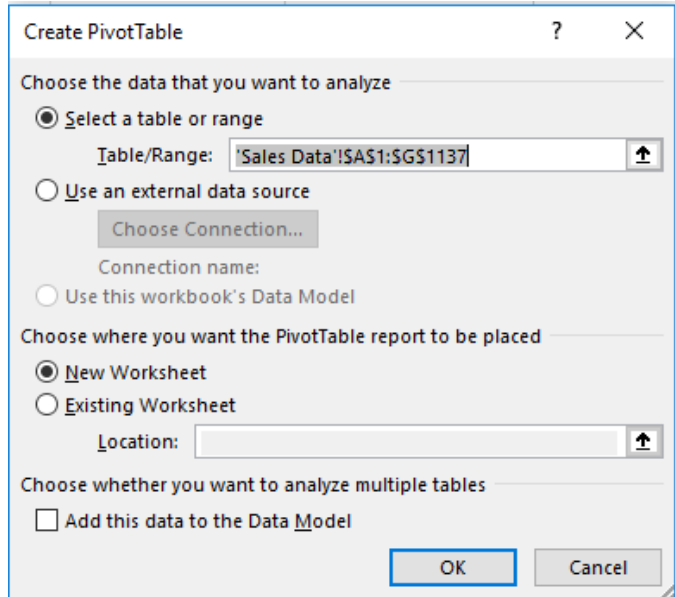 Create PivotTable ? ×
Choose the data that you want to analyze
Select a table or range
Table/Range: 'Sales Data'!$A$1:$G$1137
Use an external data source
Choose Connection...
Connection name:
Use this workbook's Data Model
Choose where you want the PivotTable report to be placed
New Worksheet
Existing Worksheet
Location:
Choose whether you want to analyze multiple tables
Add this data to the Data Model
OK Cancel